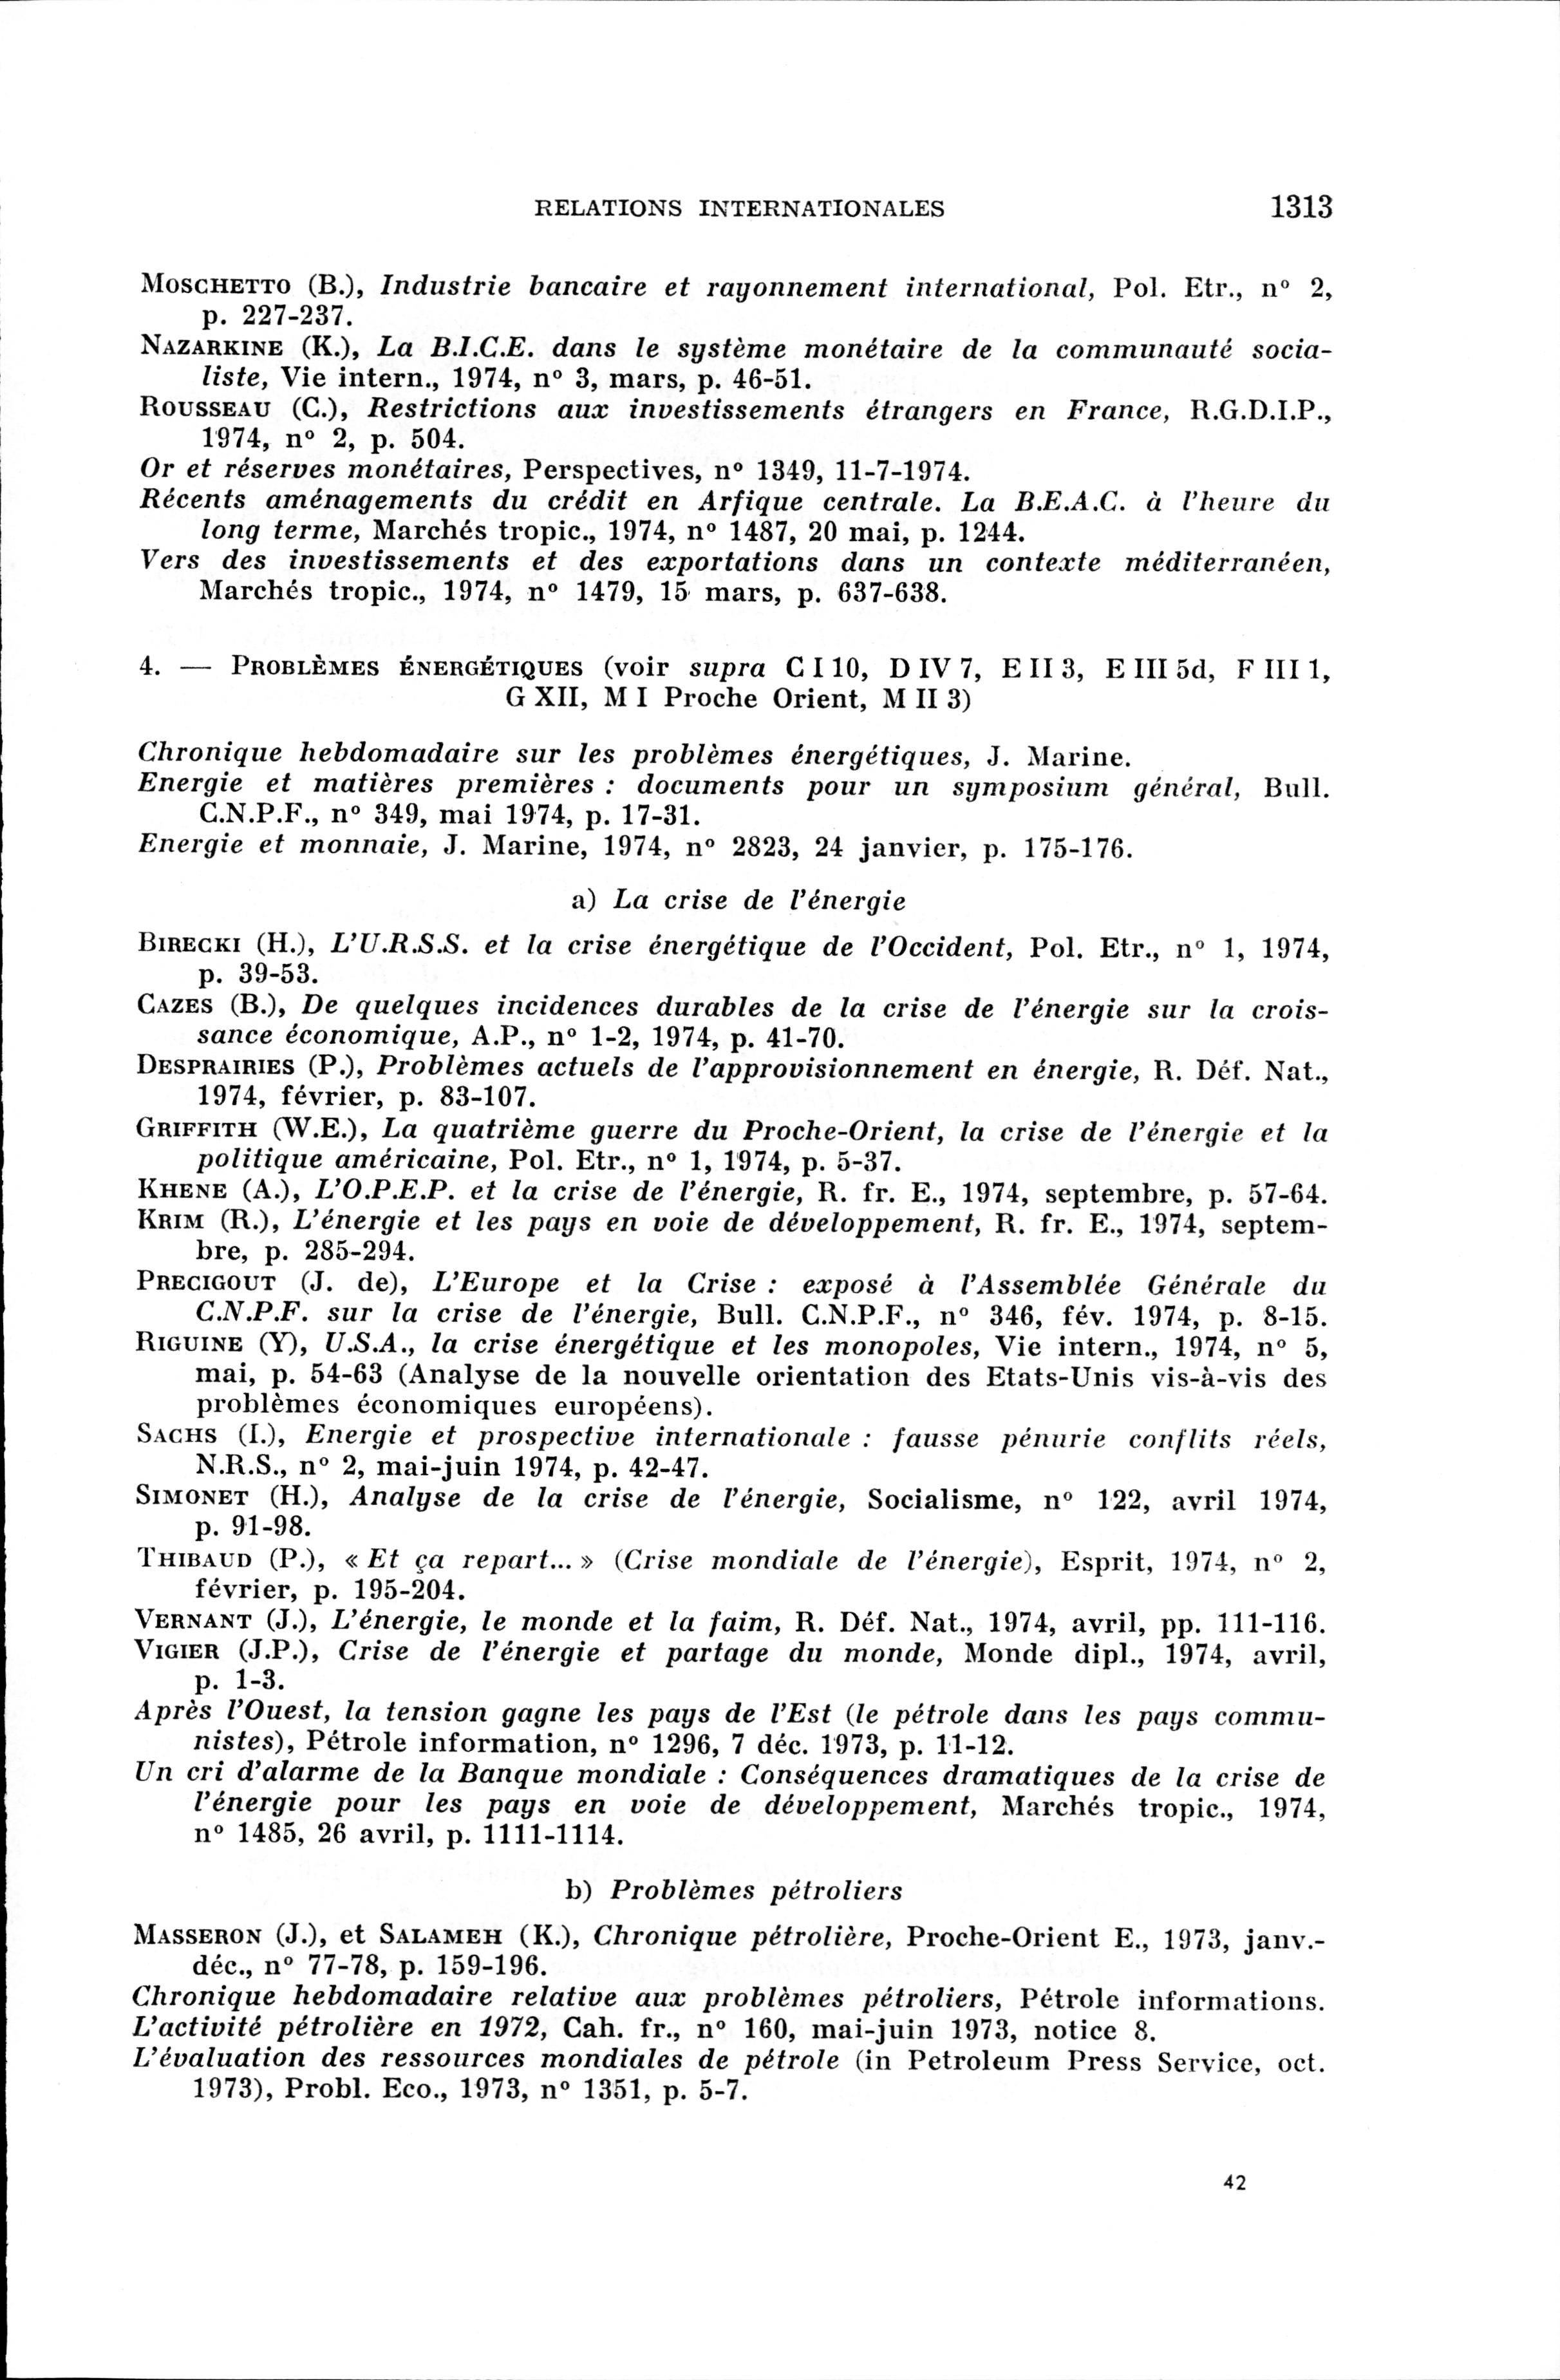 RELATIONS INTERNATIONALES 1313
MOSCHETTO (B.), Industrie bancaire et rayonnement international, Pol. Etr., n° 2,
p. 227-237.
NAZARKINE (K.), La B.I.C.E. dans le système monétaire de la communauté socia-
liste, Vie intern., 1974, n° 3, mars, p. 46-51.
ROUSSEAU (C.), Restrictions aux investissements étrangers en France, R.G.D.I.P.,
1974, n° 2, p. 504.
Or et réserves monétaires, Perspectives, n° 1349, 11-7-1974.
Récents aménagements du crédit en Arfique centrale. La B.E.A.C. à l'heure du
long terme, Marchés tropic., 1974, n° 1487, 20 mai, p. 1244.
Vers des investissements et des exportations dans un contexte méditerranéen,
Marchés tropic., 1974, n° 1479, 15 mars, p. 637-638.
4. — PROBLÈMES ÉNERGÉTIQUES (voir supra C I 10, D IV 7, E II 3, E III 5d, F III 1,
G XII, M I Proche Orient, M II 3)
Chronique hebdomadaire sur les problèmes énergétiques, J. Marine.
Energie et matières premières : documents pour un symposium général, Bull.
C.N.P.F., n° 349, mai 1974, p. 17-31.
Energie et monnaie, J. Marine, 1974, n° 2823, 24 janvier, p. 175-176.
a) La crise de l'énergie
BIRECKI (H.), L'U.R.S.S. et la crise énergétique de l'Occident, Pol. Etr., n° 1, 1974,
p. 39-53.
CAZES (B.), De quelques incidences durables de la crise de l'énergie sur la crois-
sance économique, A.P., n° 1-2, 1974, p. 41-70.
DESPRAIRIES (P.), Problèmes actuels de l'approvisionnement en énergie, R. Déf. Nat.,
1974, février, p. 83-107.
GRIFFITH (W.E.), La quatrième guerre du Proche-Orient, la crise de l'énergie et la
politique américaine, Pol. Etr., n° 1, 1974, p. 5-37.
KHENE (A.), L'O.P.E.P. et la crise de l'énergie, R. fr. E., 1974, septembre, p. 57-64.
KRIM (R.), L'énergie et les pays en voie de développement, R. fr. E., 1974, septem-
bre, p. 285-294.
PRECIGOUT (J. de), L'Europe et la Crise : exposé à l'Assemblée Générale du
C.N.P.F. sur la crise de l'énergie, Bull. C.N.P.F., n° 346, fév. 1974, p. 8-15.
RIGUINE (Y), U.S.A., la crise énergétique et les monopoles, Vie intern., 1974, n° 5,
mai, p. 54-63 (Analyse de la nouvelle orientation des Etats-Unis vis-à-vis des
problèmes économiques européens).
SACHS (I.), Energie et prospective internationale : fausse pénurie conflits réels,
N.R.S., n° 2, mai-juin 1974, p. 42-47.
SIMONET (H.), Analyse de la crise de l'énergie, Socialisme, n° 122, avril 1974,
p. 91-98.
THIBAUD (P.), « Et ça repart... » (Crise mondiale de l'énergie), Esprit, 1974, n° 2,
février, p. 195-204.
VERNANT (J.), L'énergie, le monde et la faim, R. Déf. Nat., 1974, avril, pp. 111-116.
VIGIER (J.P.), Crise de l'énergie et partage du monde, Monde dipl., 1974, avril,
p. 1-3.
Après l'Ouest, la tension gagne les pays de l'Est (le pétrole dans les pays commu-
nistes), Pétrole information, n° 1296, 7 déc. 1973, p. 11-12.
Un cri d'alarme de la Banque mondiale : Conséquences dramatiques de la crise de
l'énergie pour les pays en voie de développement, Marchés tropic., 1974,
n° 1485, 26 avril, p. 1111-1114.
b) Problèmes pétroliers
MASSERON (J.), et SALAMEH (K.), Chronique pétrolière, Proche-Orient E., 1973, janv.-
déc., n° 77-78, p. 159-196.
Chronique hebdomadaire relative aux problèmes pétroliers, Pétrole informations.
L'activité pétrolière en 1972, Cah. fr., n° 160, mai-juin 1973, notice 8.
L'évaluation des ressources mondiales de pétrole (in Petroleum Press Service, oct.
1973), Probl. Eco., 1973, n° 1351, p. 5-7.
42